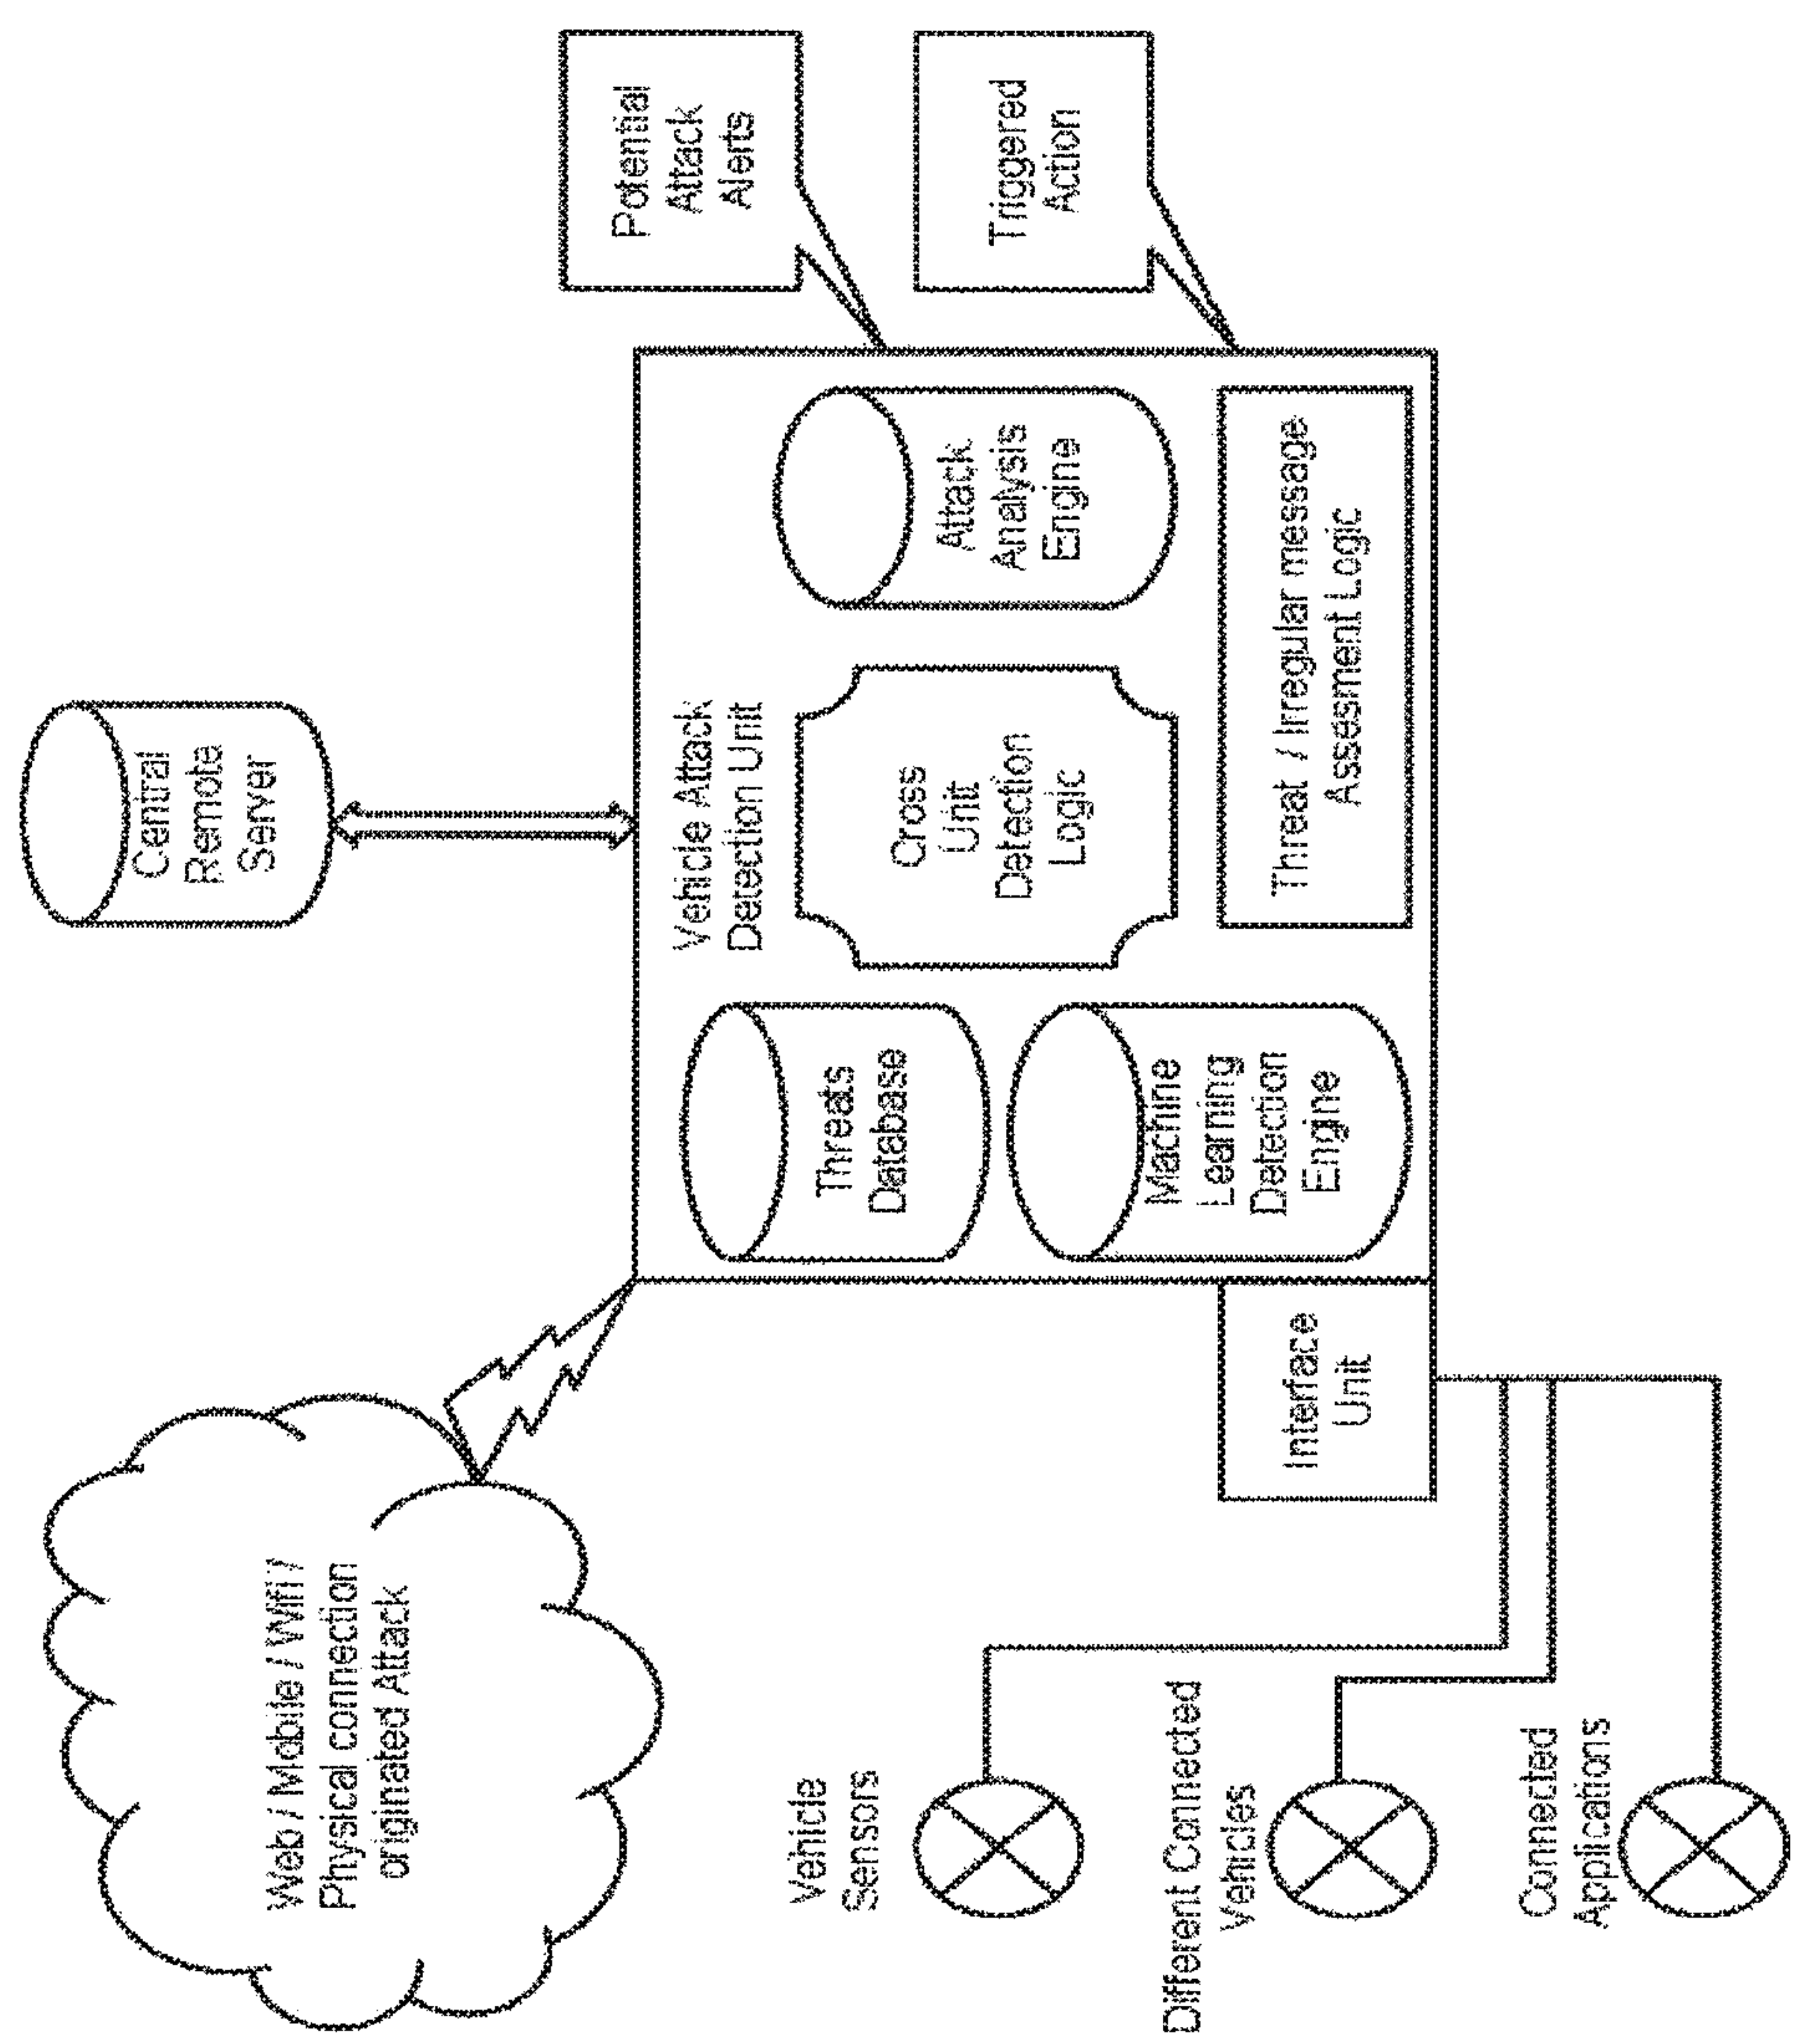 Central
Remote
Server
Web / Mobile / Wifi /
Physical connection
originated Attack
Vehicle Attack
Detection Unit
Potential
Attack
Alerts
Threats
Database
Cross
Unit
Detection
Logic
Attack
Analysis
Engine
Triggered
Action
Machine
Learning
Detection
Engine
Threat / Irregular message
Assesment Logic
Interface
Unit
Vehicle
Sensors
Different Connected
Vehicles
Connected
Applications